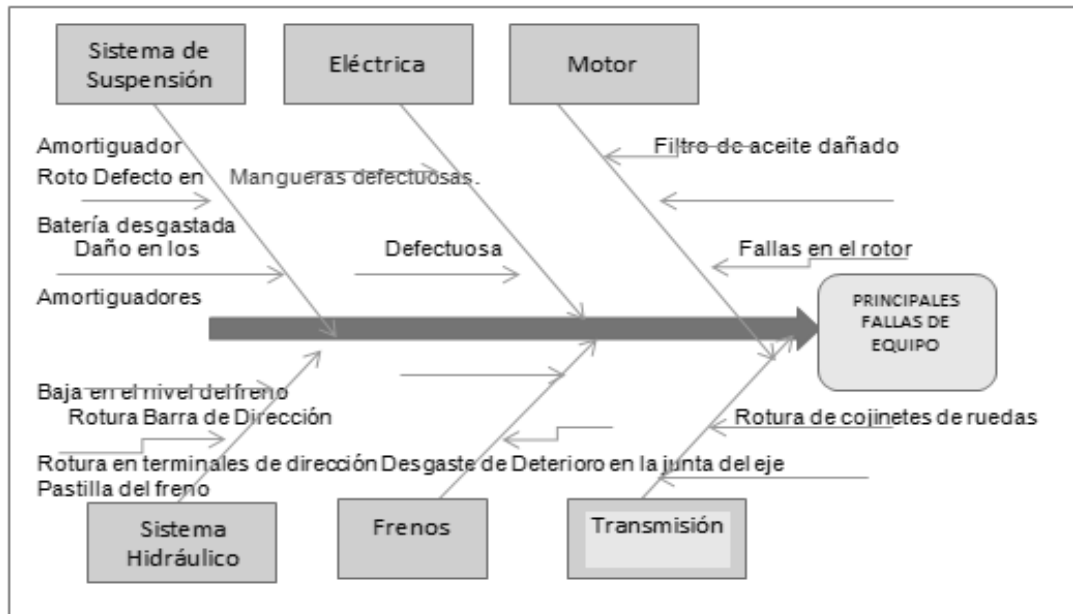 Sistema de
Suspensión
Eléctrica
Motor
Amortiguador
Filtro de aceite dañado
Roto Defecto en
Mangueras defectuosas.
Batería desgastada
Daño en los
Defectuosa
Fallas en el rotor
Amortiguadores
PRINCIPALES
FALLAS DE
EQUIPO
Baja en el nivel del freno
Rotura Barra de Dirección
Rotura de cojinetes de ruedas
Rotura en terminales de dirección Desgaste de Deterioro en la junta del eje
Pastilla del freno
Sistema
Hidráulico
Frenos
Transmisión